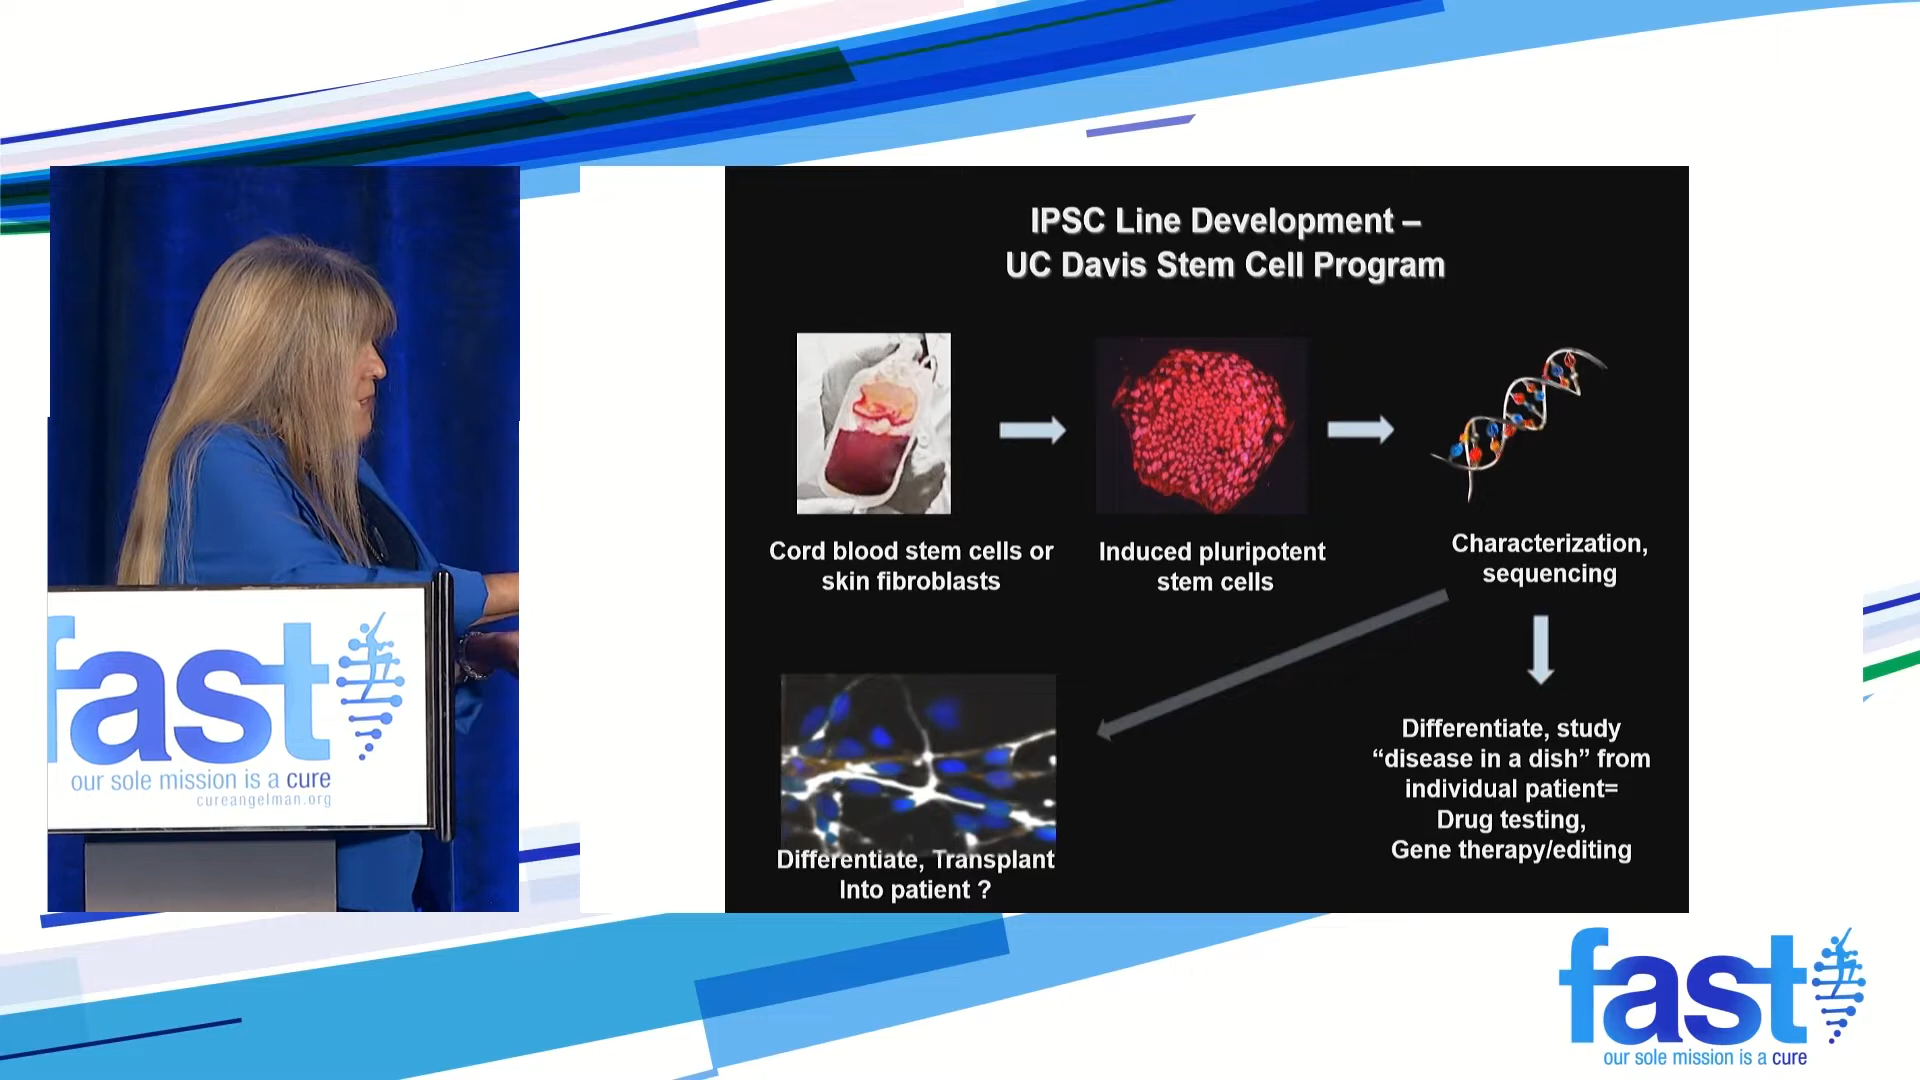 IPSC Line Development –
UC Davis Stem Cell Program
Cord blood stem cells or
skin fibroblasts
Induced pluripotent
stem cells
Characterization,
sequencing
Differentiate, study
“disease in a dish” from
individual patient=
Drug testing,
Gene therapy/editing
Differentiate, Transplant
Into patient ?
fast
our sole mission is a cure
cureangelman.org
fast
our sole mission is a cure